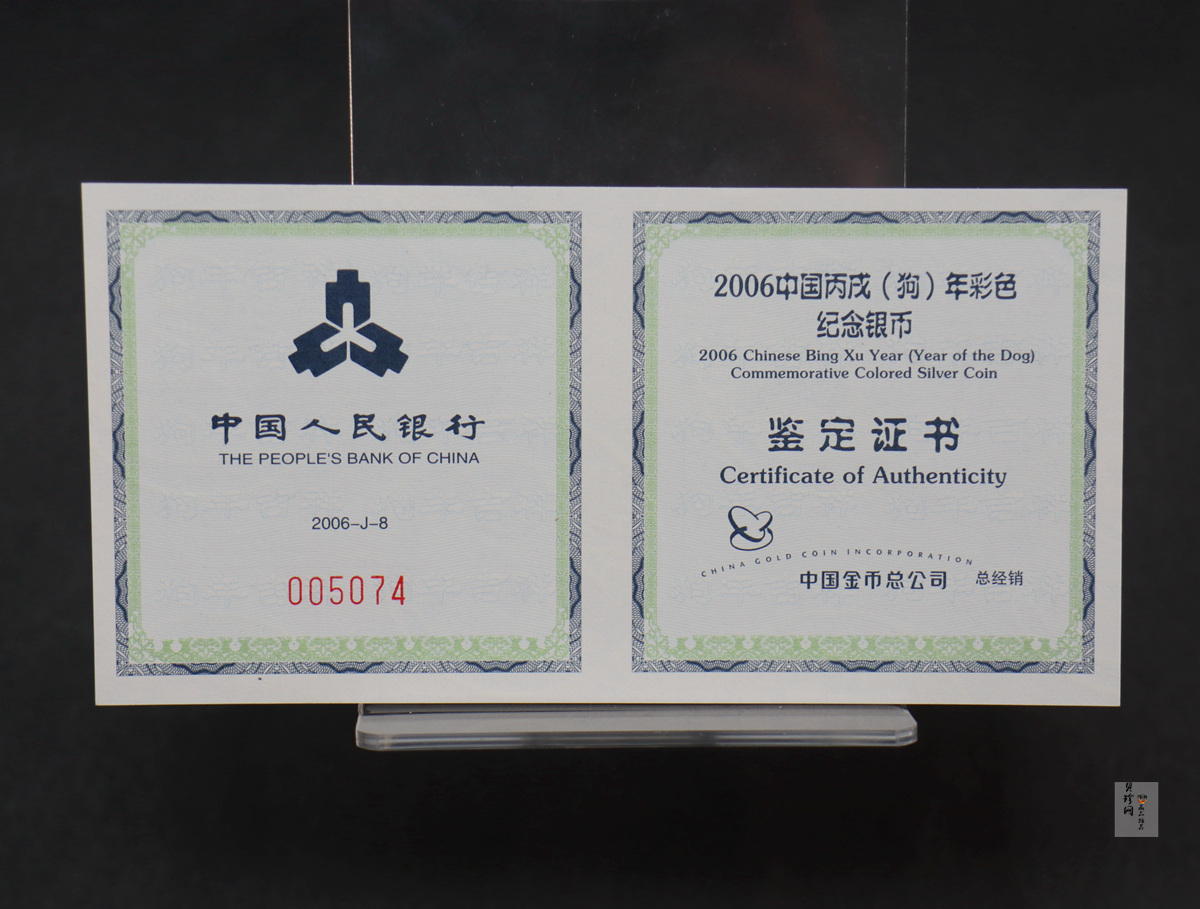 中国人民银行
THE PEOPLE'S BANK OF CHINA
2006-J-8
005074
2006中国丙戌(狗)年彩色
纪念银币
2006 Chinese Bing Xu Year (Year of the Dog)
Commemorative Colored Silver Coin
鉴定证书
Certificate of Authenticity
CHINA GOLD COIN INCORPORATION
中国金币总公司 总经销